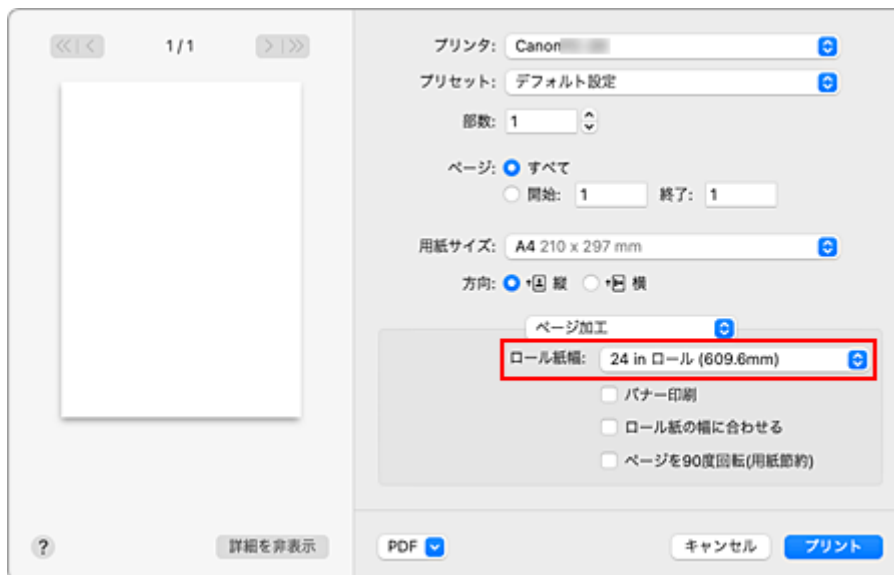 1 / 1
プリンタ: Canon
プリセット: デフォルト設定
部数: 1
ページ: すべて
開始: 1 終了: 1
用紙サイズ: A4 210 x 297 mm
方向: 縦 横
ページ加工
ロール紙幅: 24 in ロール (609.6mm)
バナー印刷
ロール紙の幅に合わせる
ページを90度回転(用紙節約)
? 詳細を非表示 PDF キャンセル プリント